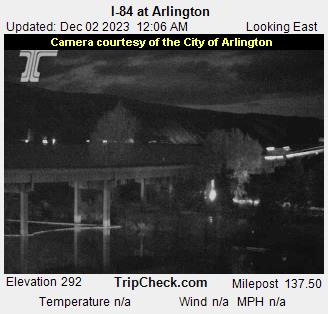 I-84 at Arlington
Updated: Dec 02 2023 12:06 AM Looking East
Camera courtesy of the City of Arlington
Elevation 292 TripCheck.com Milepost 137.50
Temperature n/a Wind n/a MPH n/a